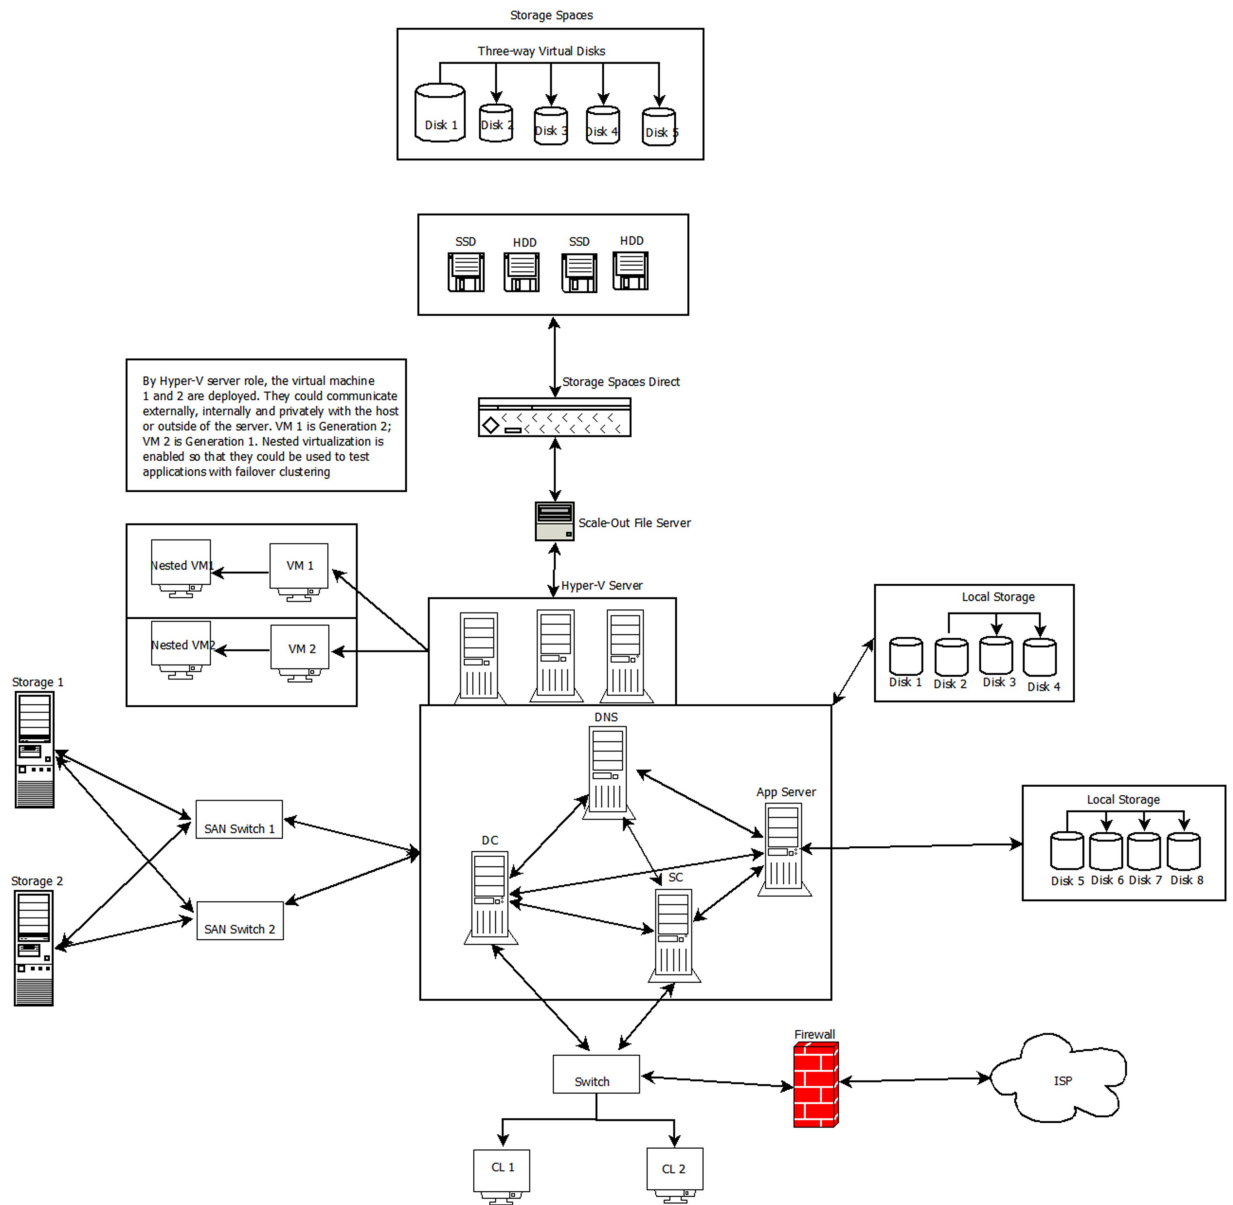 Storage Spaces
Three-way Virtual Disks
Disk 1
Disk 2
Disk 3
Disk 4
Disk 5
SSD
HDD
SSD
HDD
Storage Spaces Direct
By Hyper-V server role, the virtual machine
1 and 2 are deployed. They could communicate
externally, internally and privately with the host
or outside of the server. VM 1 is Generation 2;
VM 2 is Generation 1. Nested virtualization is
enabled so that they could be used to test
applications with failover clustering
Scale-Out File Server
Nested VM1
VM 1
Hyper-V Server
Nested VM2
VM 2
Local Storage
Disk 1
Disk 2
Disk 3
Disk 4
Storage 1
DNS
App Server
Local Storage
Disk 5
Disk 6
Disk 7
Disk 8
SAN Switch 1
DC
SC
Storage 2
SAN Switch 2
Firewall
Switch
ISP
CL 1
CL 2